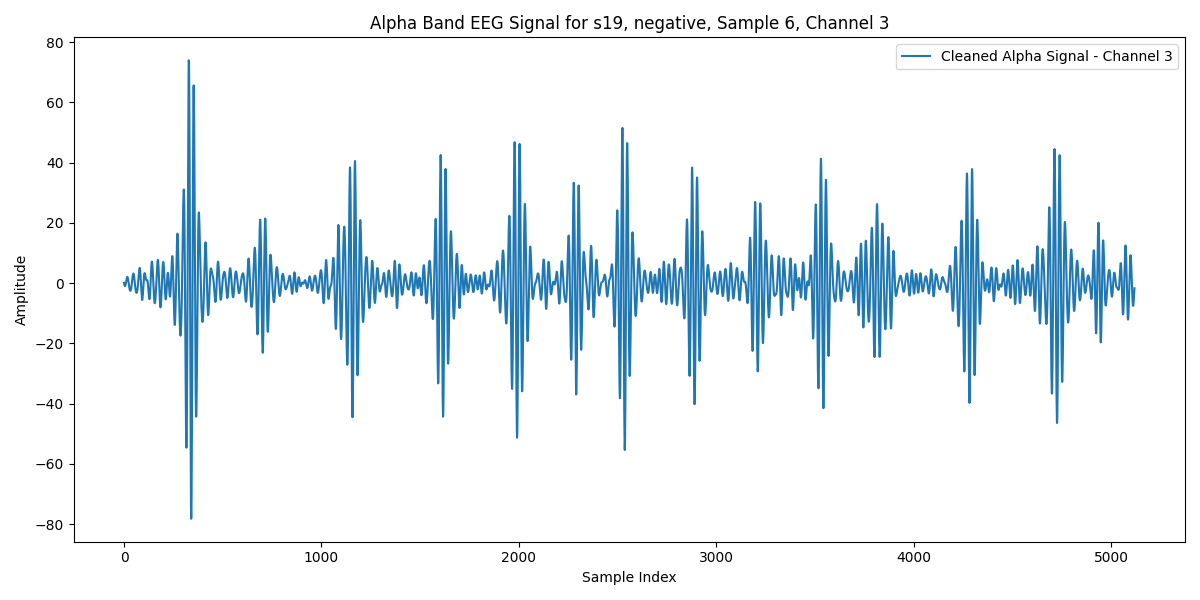 Alpha Band EEG Signal for s19, negative, Sample 6, Channel 3
Cleaned Alpha Signal - Channel 3
Amplitude
80
60
40
20
0
−20
−40
−60
−80
0 1000 2000 3000 4000 5000
Sample Index